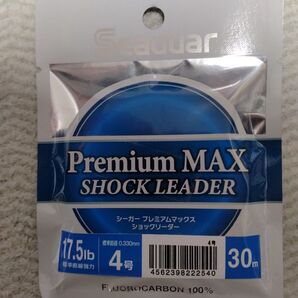 Seaguar
Premium MAX
SHOCK LEADER
シーガー プレミアムマックス
ショックリーダー
17.5lb
標準直線強力
標準直径 0.330mm
4号
4号
4562398222540
30m
FLUOROCARBON 100%